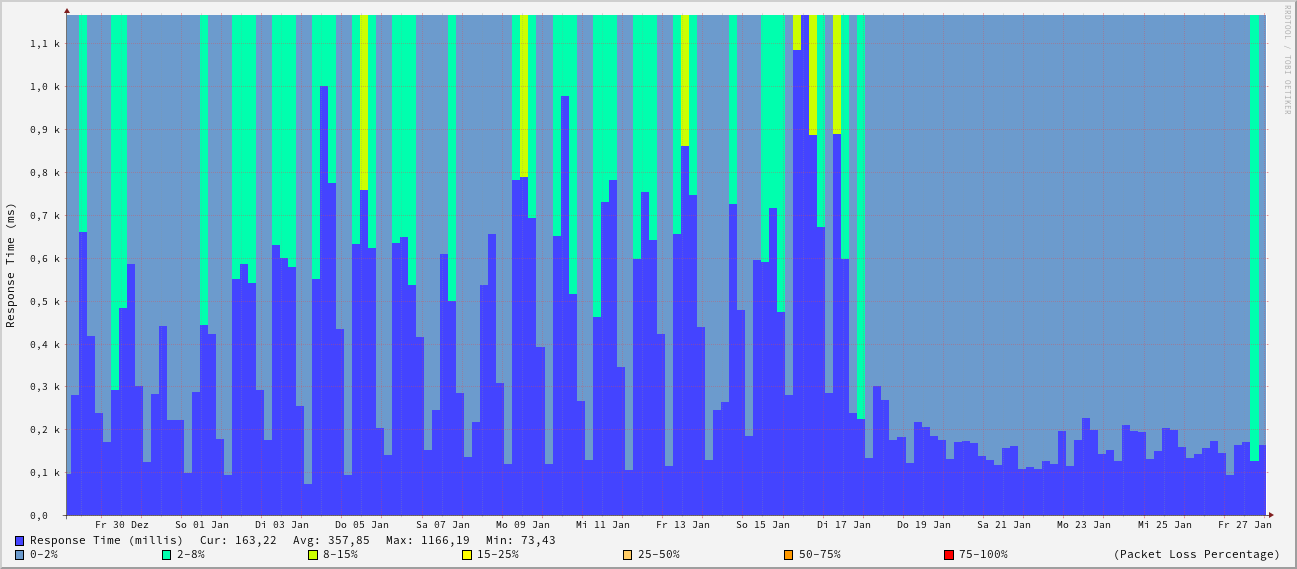 RRDTOOL / TOBI OETIKER
Response Time (ms)
1,1 k
1,0 k
0,9 k
0,8 k
0,7 k
0,6 k
0,5 k
0,4 k
0,3 k
0,2 k
0,1 k
0,0
Fr 30 Dez So 01 Jan Di 03 Jan Do 05 Jan Sa 07 Jan Mo 09 Jan Mi 11 Jan Fr 13 Jan So 15 Jan Di 17 Jan Do 19 Jan Sa 21 Jan Mo 23 Jan Mi 25 Jan Fr 27 Jan
Response Time (millis) Cur: 163,22 Avg: 357,85 Max: 1166,19 Min: 73,43
0-2% 2-8% 8-15% 15-25% 25-50% 50-75% 75-100% (Packet Loss Percentage)